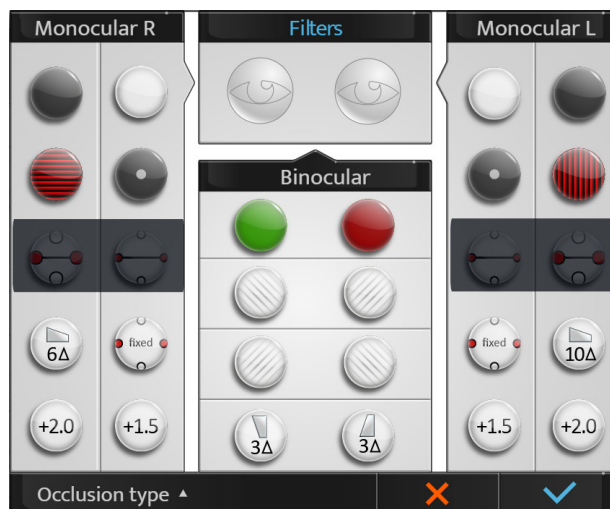 Monocular R
Filters
Monocular L
Binocular
6Δ
fixed
fixed
10Δ
+2.0
+1.5
3Δ
3Δ
+1.5
+2.0
Occlusion type